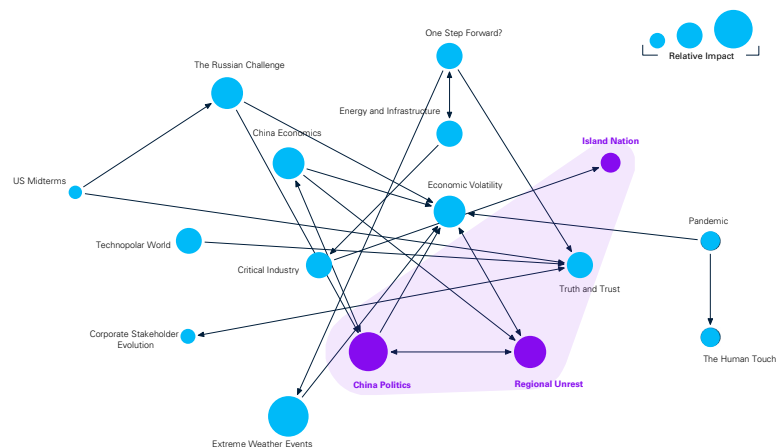 One Step Forward?
Relative Impact
The Russian Challenge
Energy and Infrastructure
China Economics
Island Nation
US Midterms
Economic Volatility
Pandemic
Technopolar World
Critical Industry
Truth and Trust
Corporate Stakeholder
Evolution
The Human Touch
China Politics
Regional Unrest
Extreme Weather Events